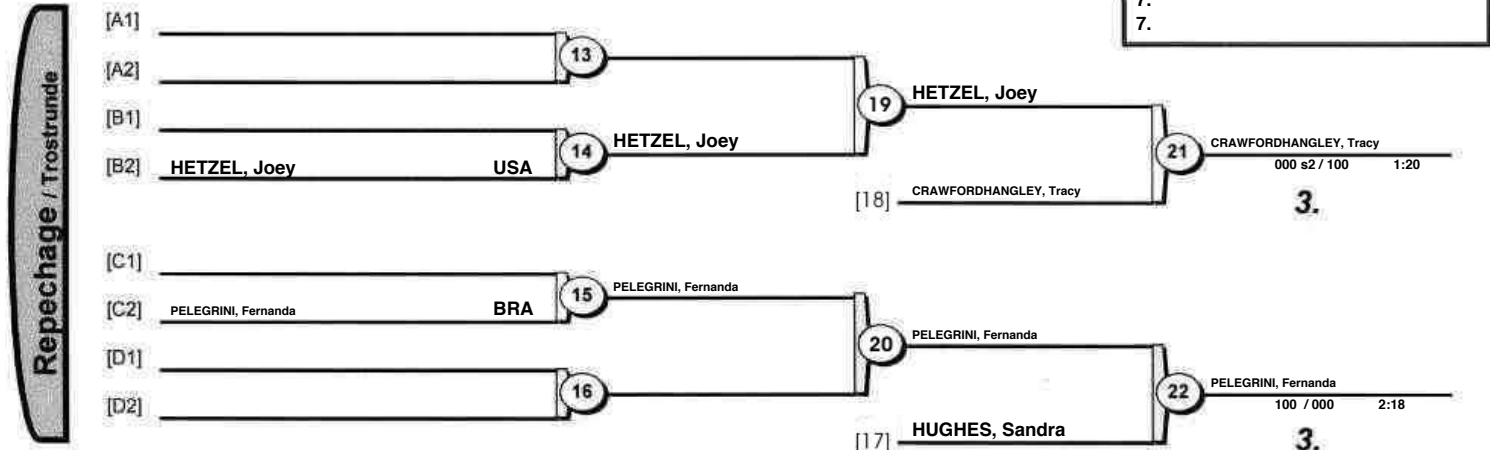 7.
7.
Repechage / Trostrunde
[A1]
13
[A2]
19
HETZEL, Joey
[B1]
14
HETZEL, Joey
[B2] HETZEL, Joey USA
21
CRAWFORDHANGLEY, Tracy
000 s2 / 100 1:20
[18] CRAWFORDHANGLEY, Tracy
3.
[C1]
15
PELEGRINI, Fernanda
[C2] PELEGRINI, Fernanda BRA
20
PELEGRINI, Fernanda
[D1]
16
[D2]
22
PELEGRINI, Fernanda
100 / 000 2:18
[17] HUGHES, Sandra
3.